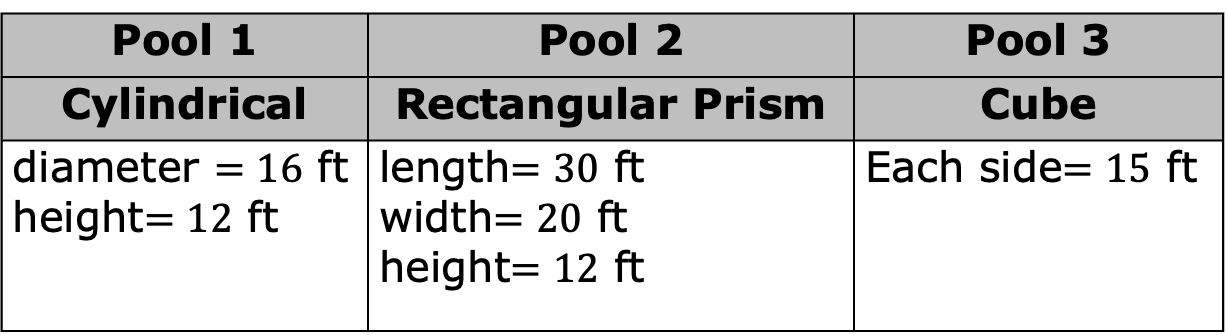 Pool 1
Pool 2
Pool 3
Cylindrical
Rectangular Prism
Cube
diameter = 16 ft
height= 12 ft
length= 30 ft
width= 20 ft
height= 12 ft
Each side= 15 ft